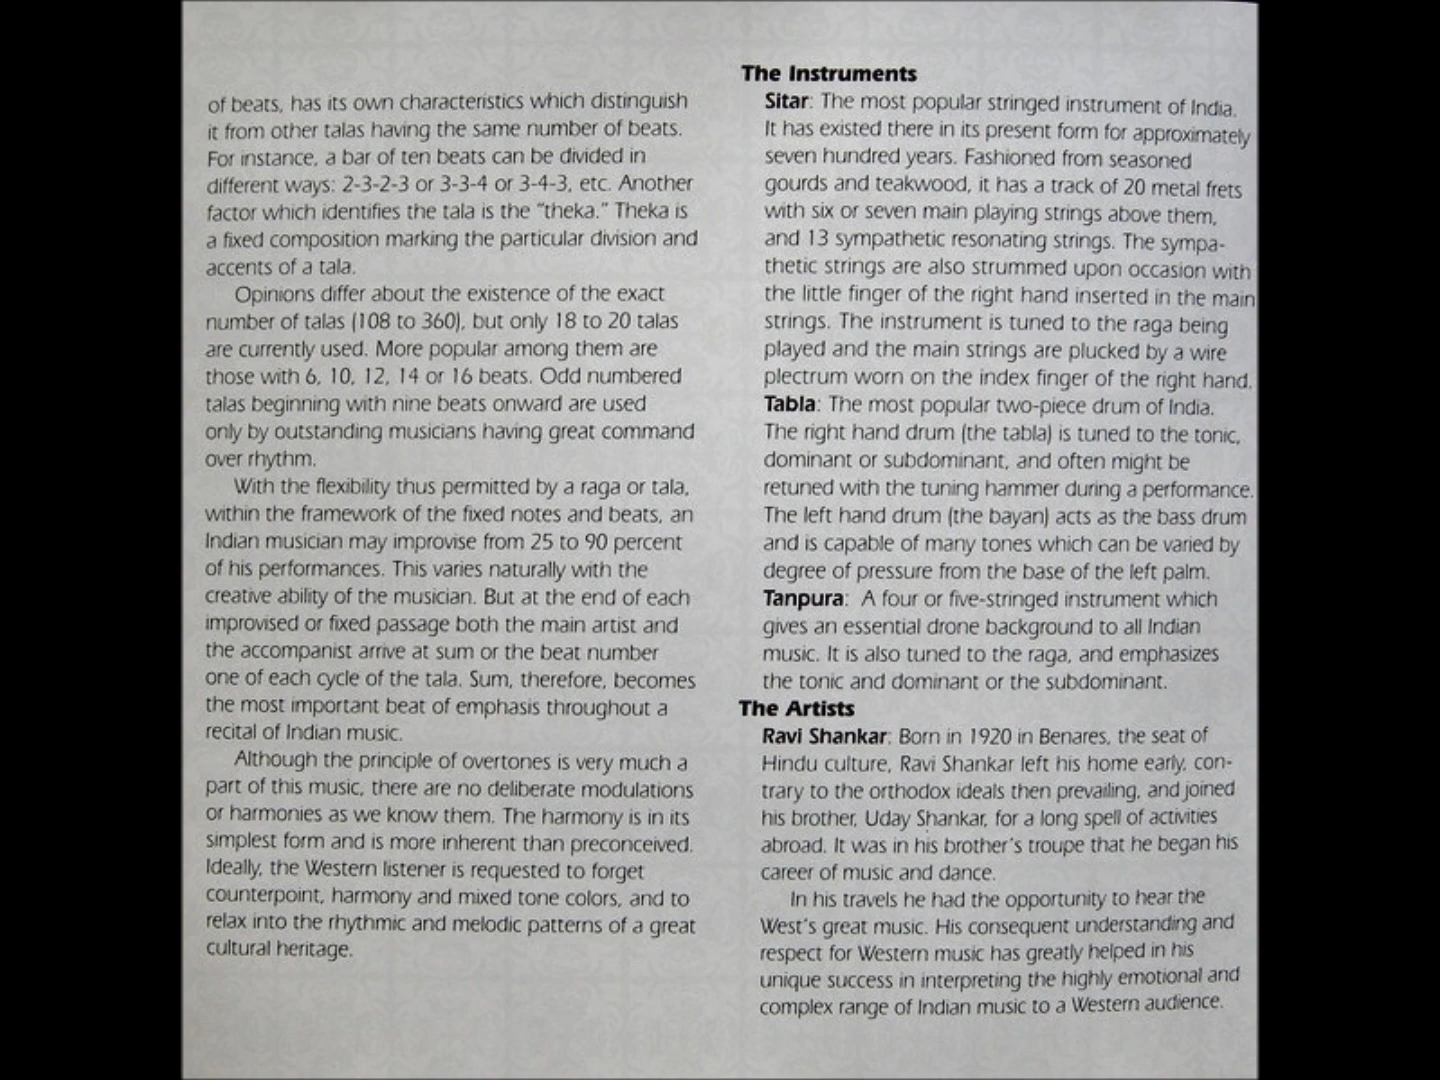 of beats, has its own characteristics which distinguish
it from other talas having the same number of beats.
For instance, a bar of ten beats can be divided in
different ways: 2-3-2-3 or 3-3-4 or 3-4-3, etc. Another
factor which identifies the tala is the “theka.” Theka is
a fixed composition marking the particular division and
accents of a tala.
Opinions differ about the existence of the exact
number of talas (108 to 360), but only 18 to 20 talas
are currently used. More popular among them are
those with 6, 10, 12, 14 or 16 beats. Odd numbered
talas beginning with nine beats onward are used
only by outstanding musicians having great command
over rhythm.
With the flexibility thus permitted by a raga or tala,
within the framework of the fixed notes and beats, an
Indian musician may improvise from 25 to 90 percent
of his performances. This varies naturally with the
creative ability of the musician. But at the end of each
improvised or fixed passage both the main artist and
the accompanist arrive at sum or the beat number
one of each cycle of the tala. Sum, therefore, becomes
the most important beat of emphasis throughout a
recital of Indian music.
Although the principle of overtones is very much a
part of this music, there are no deliberate modulations
or harmonies as we know them. The harmony is in its
simplest form and is more inherent than preconceived.
Ideally, the Western listener is requested to forget
counterpoint, harmony and mixed tone colors, and to
relax into the rhythmic and melodic patterns of a great
cultural heritage.
The Instruments
Sitar: The most popular stringed instrument of India.
It has existed there in its present form for approximately
seven hundred years. Fashioned from seasoned
gourds and teakwood, it has a track of 20 metal frets
with six or seven main playing strings above them,
and 13 sympathetic resonating strings. The sympa-
thetic strings are also strummed upon occasion with
the little finger of the right hand inserted in the main
strings. The instrument is tuned to the raga being
played and the main strings are plucked by a wire
plectrum worn on the index finger of the right hand.
Tabla: The most popular two-piece drum of India.
The right hand drum (the tabla) is tuned to the tonic,
dominant or subdominant, and often might be
retuned with the tuning hammer during a performance.
The left hand drum (the bayan) acts as the bass drum
and is capable of many tones which can be varied by
degree of pressure from the base of the left palm.
Tanpura: A four or five-stringed instrument which
gives an essential drone background to all Indian
music. It is also tuned to the raga, and emphasizes
the tonic and dominant or the subdominant.
The Artists
Ravi Shankar: Born in 1920 in Benares, the seat of
Hindu culture, Ravi Shankar left his home early, con-
trary to the orthodox ideals then prevailing, and joined
his brother, Uday Shankar, for a long spell of activities
abroad. It was in his brother's troupe that he began his
career of music and dance.
In his travels he had the opportunity to hear the
West's great music. His consequent understanding and
respect for Western music has greatly helped in his
unique success in interpreting the highly emotional and
complex range of Indian music to a Western audience.